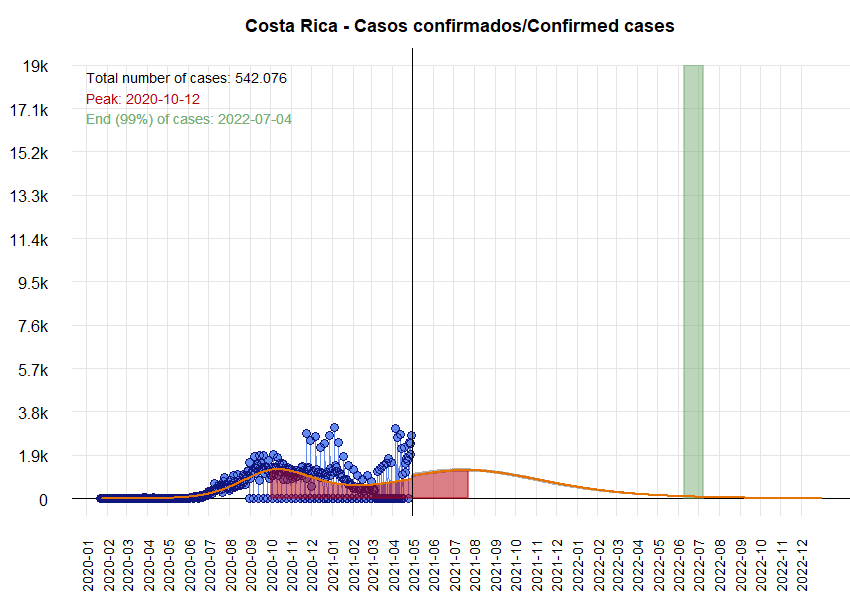 Costa Rica - Casos confirmados/Confirmed cases
19k
17.1k
15.2k
13.3k
11.4k
9.5k
7.6k
5.7k
3.8k
1.9k
0
Total number of cases: 542.076
Peak: 2020-10-12
End (99%) of cases: 2022-07-04
2020-01
2020-02
2020-03
2020-04
2020-05
2020-06
2020-07
2020-08
2020-09
2020-10
2020-11
2020-12
2021-01
2021-02
2021-03
2021-04
2021-05
2021-06
2021-07
2021-08
2021-09
2021-10
2021-11
2021-12
2022-01
2022-02
2022-03
2022-04
2022-05
2022-06
2022-07
2022-08
2022-09
2022-10
2022-11
2022-12